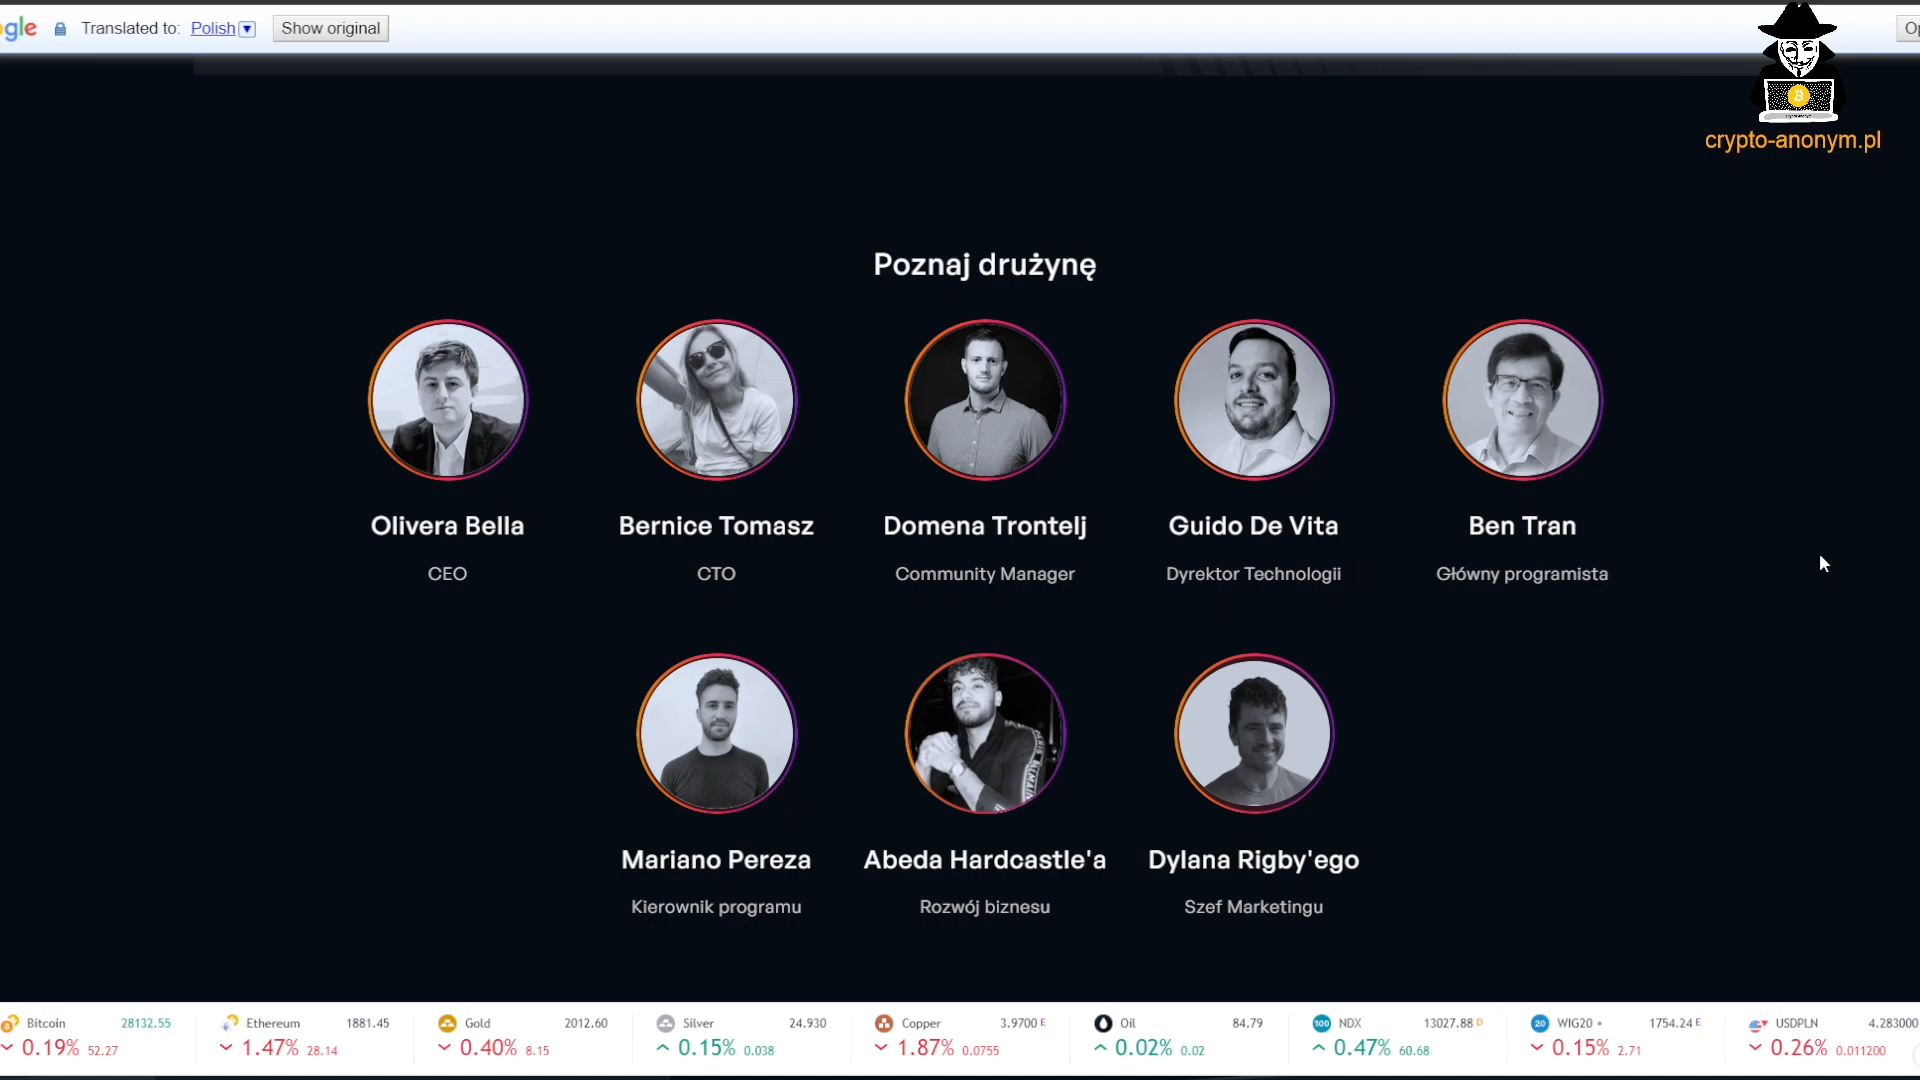 gle Translated to: Polish Show original Op
crypto-anonym.pl
Poznaj drużynę
Olivera Bella Bernice Tomasz Domena Trontelj Guido De Vita Ben Tran
CEO CTO Community Manager Dyrektor Technologii Główny programista
Mariano Pereza Abeda Hardcastle'a Dylana Rigby'ego
Kierownik programu Rozwój biznesu Szef Marketingu
Bitcoin 28132.55 Ethereum 1881.45 Gold 2012.60 Silver 24.930 Copper 3.9700 E Oil 84.79 100 NDX 13027.88 D 20 WIG20 1754.24 E USDPLN 4.283000
0.19% 52.27 1.47% 28.14 0.40% 8.15 0.15% 0.038 1.87% 0.0755 0.02% 0.02 0.47% 60.68 0.15% 2.71 0.26% 0.011200